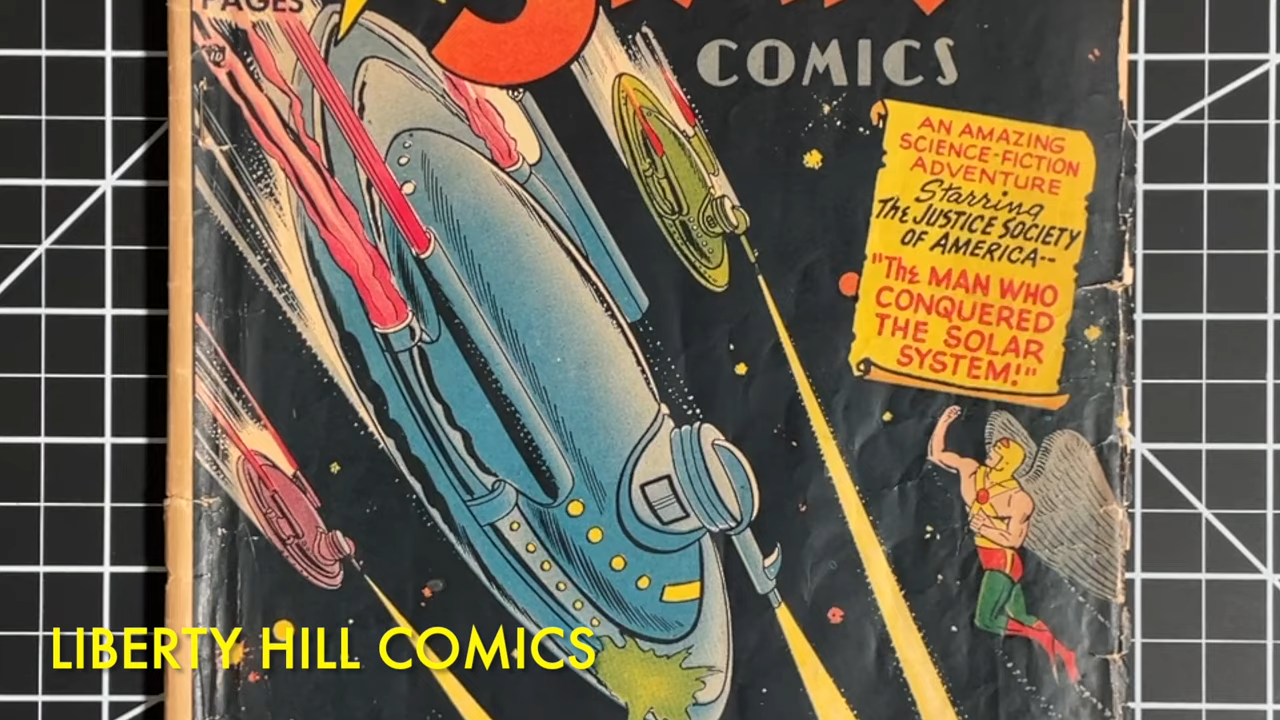 PAGES
STAR
COMICS
AN AMAZING
SCIENCE-FICTION
ADVENTURE
Starring
The JUSTICE SOCIETY
OF AMERICA--
"The MAN WHO
CONQUERED
THE SOLAR
SYSTEM!"
LIBERTY HILL COMICS